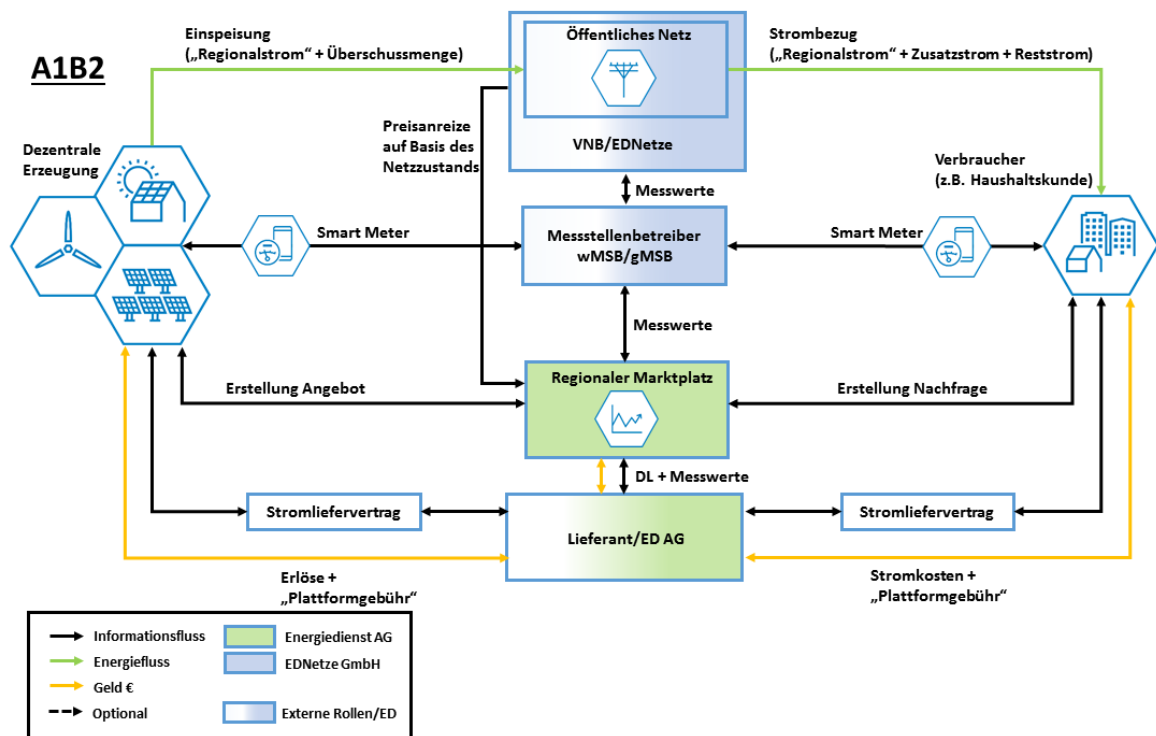 A1B2
Einspeisung
(„Regionalstrom“ + Überschussmenge)
Öffentliches Netz
Strombezug
(„Regionalstrom“ + Zusatzstrom + Reststrom)
Preisanreize
auf Basis des
Netzzustands
VNB/EDNetze
Dezentrale
Erzeugung
Verbraucher
(z.B. Haushaltskunde)
Messwerte
Smart Meter
Messstellenbetreiber
wMSB/gMSB
Smart Meter
Messwerte
Regionaler Marktplatz
Erstellung Angebot
Erstellung Nachfrage
DL + Messwerte
Stromliefervertrag
Stromliefervertrag
Lieferant/ED AG
Erlöse +
„Plattformgebühr“
Stromkosten +
„Plattformgebühr“
Informationsfluss
Energiedienst AG
Energiefluss
EDNetze GmbH
Geld €
Optional
Externe Rollen/ED